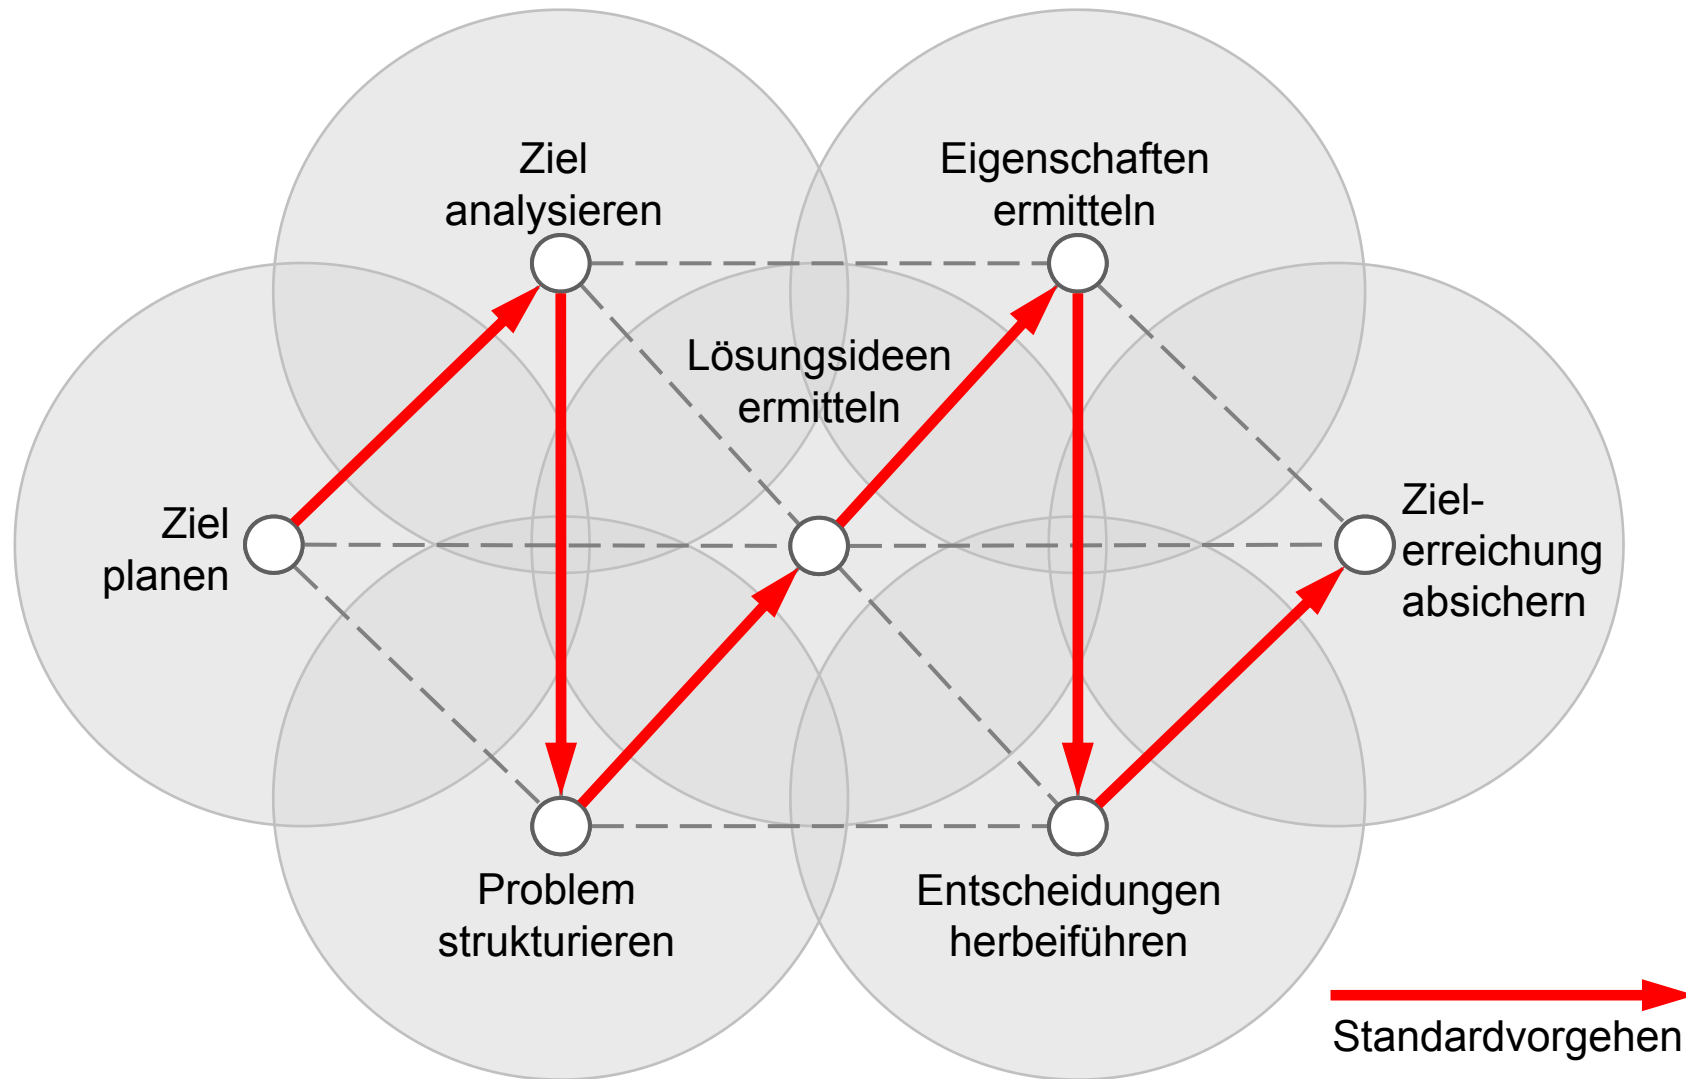 Ziel
analysieren
Eigenschaften
ermitteln
Lösungsideen
ermitteln
Ziel
planen
Ziel-
erreichung
absichern
Problem
strukturieren
Entscheidungen
herbeiführen
Standardvorgehen